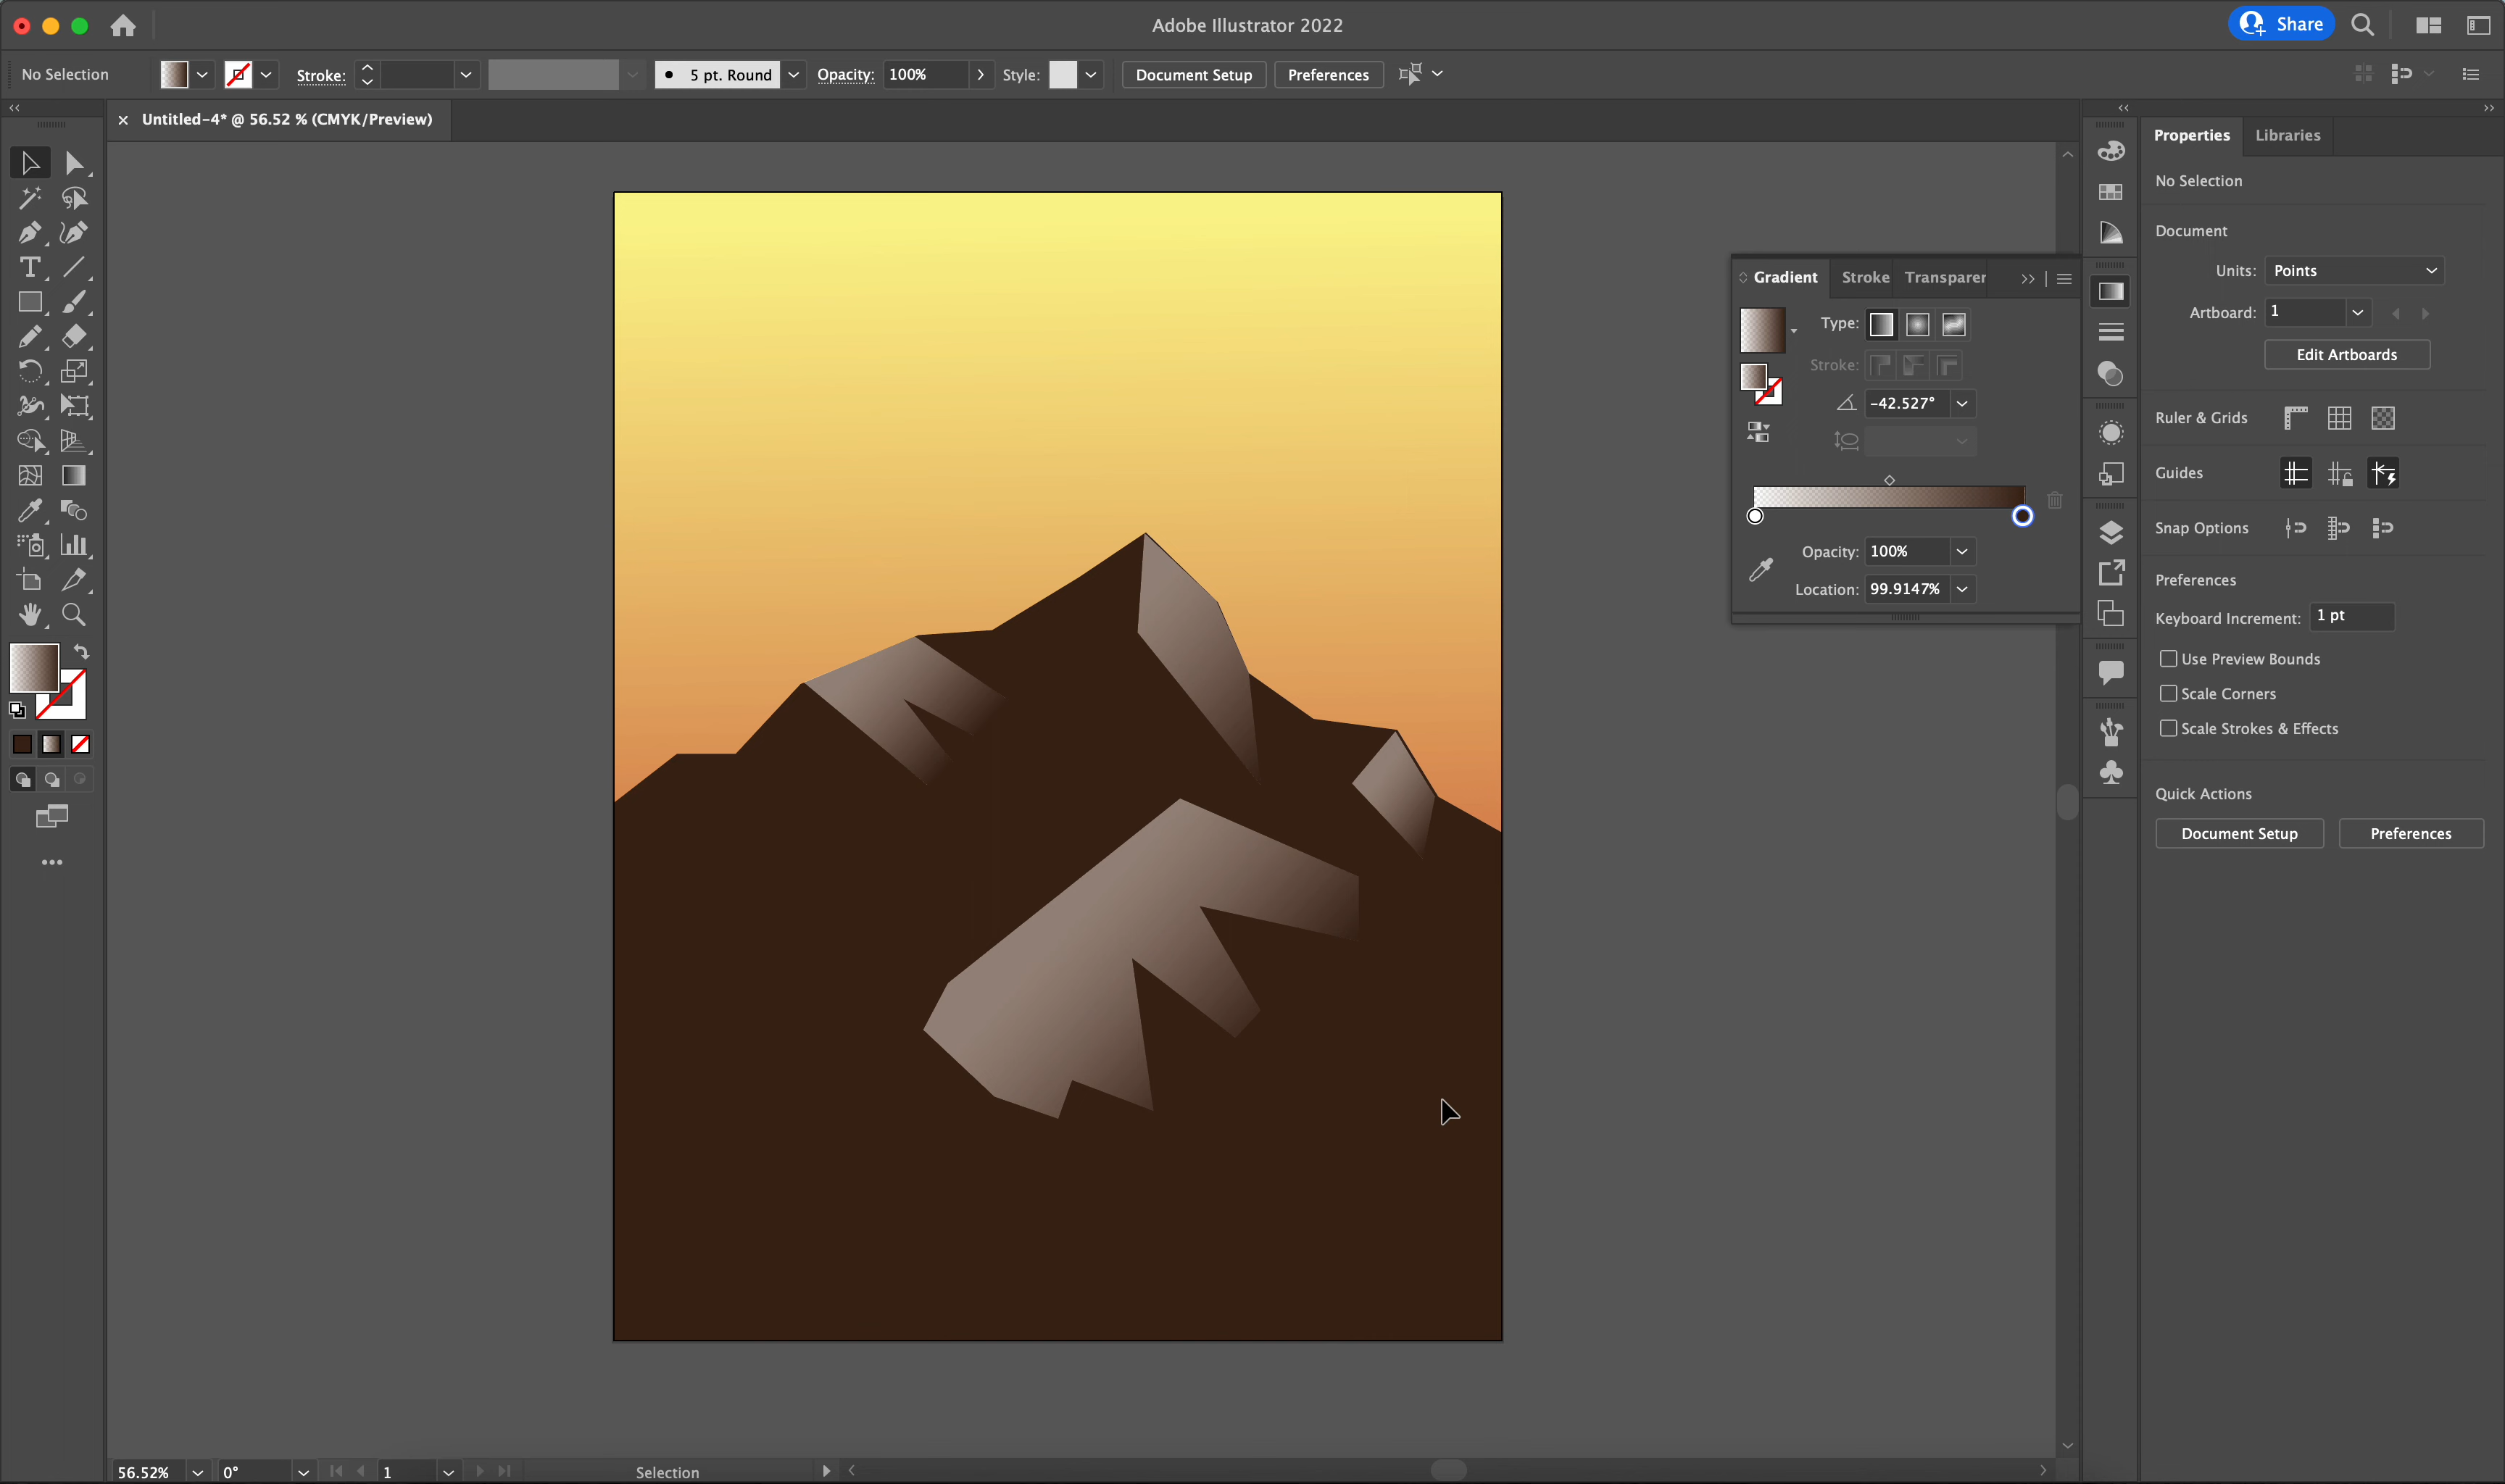 Adobe Illustrator 2022
Share
No Selection
Stroke:
5 pt. Round
Opacity:
100%
Style:
Document Setup
Preferences
Untitled-4* @ 56.52 % (CMYK/Preview)
Gradient
Stroke
Transparer
Type:
Stroke:
-42.527°
Opacity:
100%
Location:
99.9147%
Properties
Libraries
No Selection
Document
Units:
Points
Artboard:
1
Edit Artboards
Ruler & Grids
Guides
Snap Options
Preferences
Keyboard Increment:
1 pt
Use Preview Bounds
Scale Corners
Scale Strokes & Effects
Quick Actions
Document Setup
Preferences
56.52%
0°
1
Selection